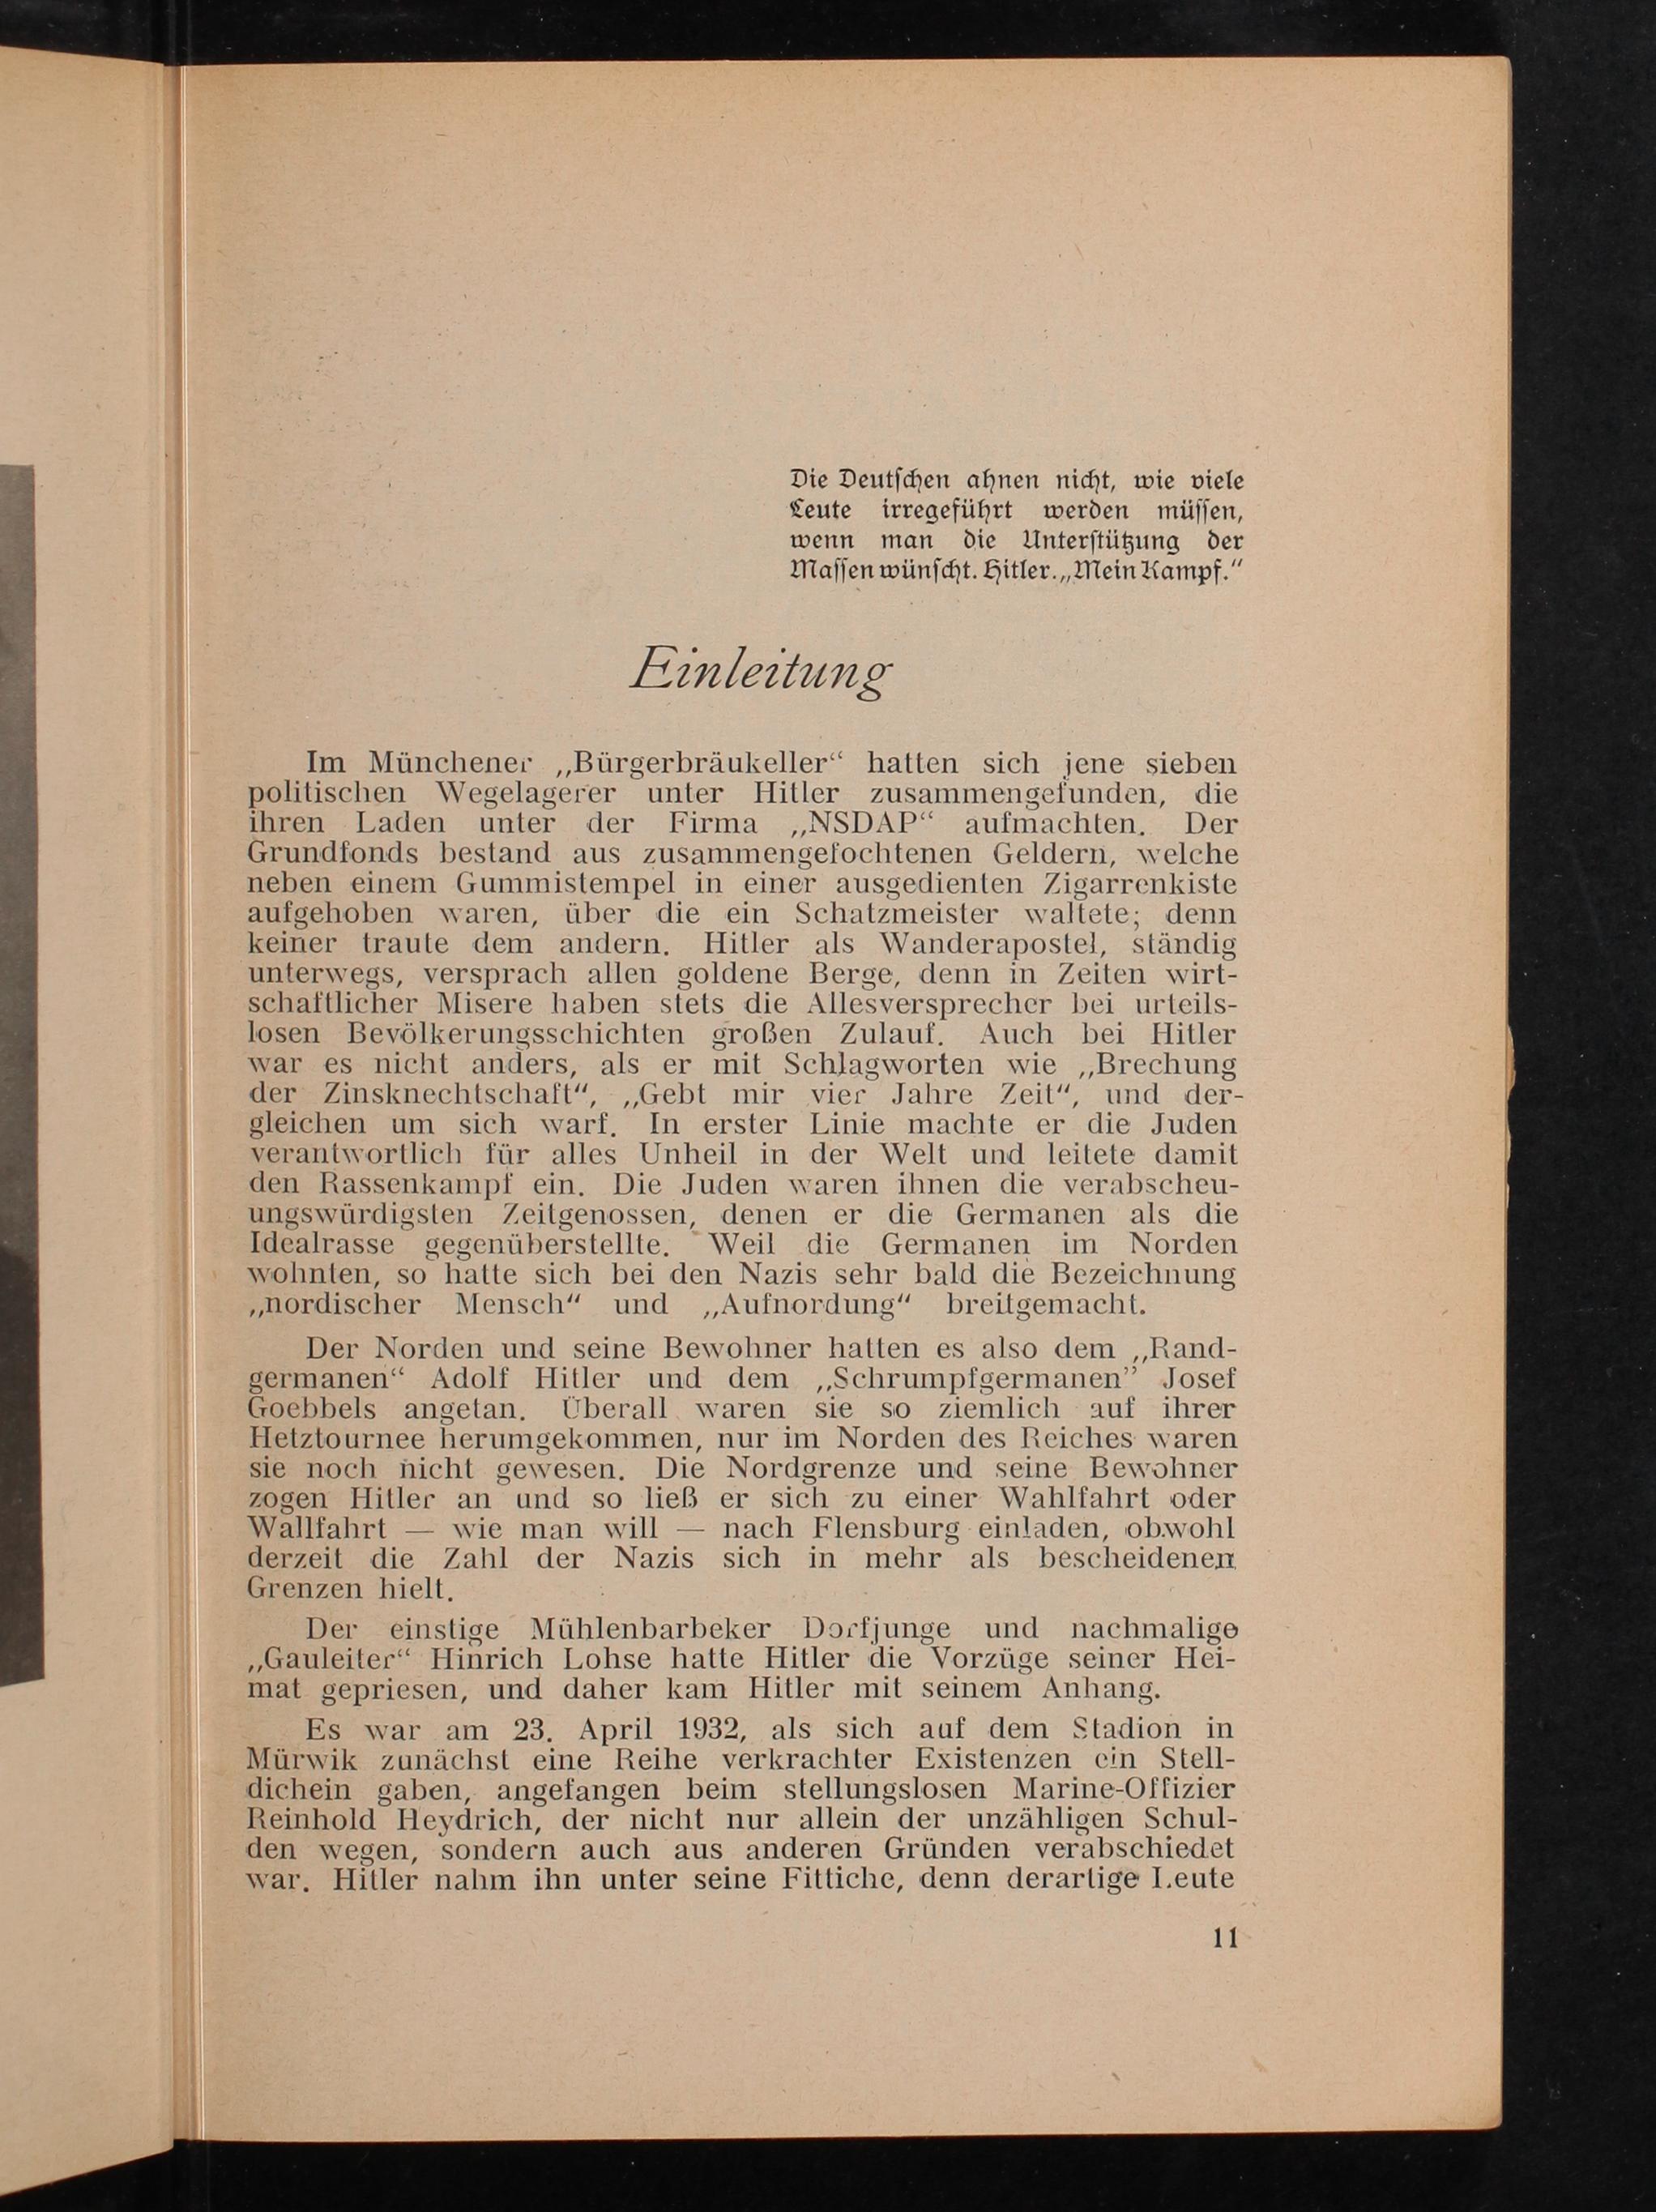 Die Deutschen ahnen nicht, wie viele
Leute irregeführt werden müssen,
wenn man die Unterstützung der
Massen wünscht. Hitler. „Mein Kampf.“
Einleitung
Im Münchener „Bürgerbräukeller“ hatten sich jene sieben
politischen Wegelagerer unter Hitler zusammengefunden, die
ihren Laden unter der Firma „NSDAP“ aufmachten. Der
Grundfonds bestand aus zusammengefochtenen Geldern, welche
neben einem Gummistempel in einer ausgedienten Zigarrenkiste
aufgehoben waren, über die ein Schatzmeister waltete; denn
keiner traute dem andern. Hitler als Wanderapostel, ständig
unterwegs, versprach allen goldene Berge, denn in Zeiten wirt-
schaftlicher Misere haben stets die Allesversprecher bei urteils-
losen Bevölkerungsschichten großen Zulauf. Auch bei Hitler
war es nicht anders, als er mit Schlagworten wie „Brechung
der Zinsknechtschaft“, „Gebt mir vier Jahre Zeit“, und der-
gleichen um sich warf. In erster Linie machte er die Juden
verantwortlich für alles Unheil in der Welt und leitete damit
den Rassenkampf ein. Die Juden waren ihnen die verabscheu-
ungswürdigsten Zeitgenossen, denen er die Germanen als die
Idealrasse gegenüberstellte. Weil die Germanen im Norden
wohnten, so hatte sich bei den Nazis sehr bald die Bezeichnung
„nordischer Mensch“ und „Aufnordung“ breitgemacht.
Der Norden und seine Bewohner hatten es also dem „Rand-
germanen“ Adolf Hitler und dem „Schrumpfgermanen” Josef
Goebbels angetan. Überall waren sie so ziemlich auf ihrer
Hetztournee herumgekommen, nur im Norden des Reiches waren
sie noch nicht gewesen. Die Nordgrenze und seine Bewohner
zogen Hitler an und so ließ er sich zu einer Wahlfahrt oder
Wallfahrt — wie man will — nach Flensburg einladen, obwohl
derzeit die Zahl der Nazis sich in mehr als bescheidenen
Grenzen hielt.
Der einstige Mühlenbarbeker Dorfjunge und nachmalige
„Gauleiter“ Hinrich Lohse hatte Hitler die Vorzüge seiner Hei-
mat gepriesen, und daher kam Hitler mit seinem Anhang.
Es war am 23. April 1932, als sich auf dem Stadion in
Mürwik zunächst eine Reihe verkrachter Existenzen ein Stell-
dichein gaben, angefangen beim stellungslosen Marine-Offizier
Reinhold Heydrich, der nicht nur allein der unzähligen Schul-
den wegen, sondern auch aus anderen Gründen verabschiedet
war. Hitler nahm ihn unter seine Fittiche, denn derartige Leute
11